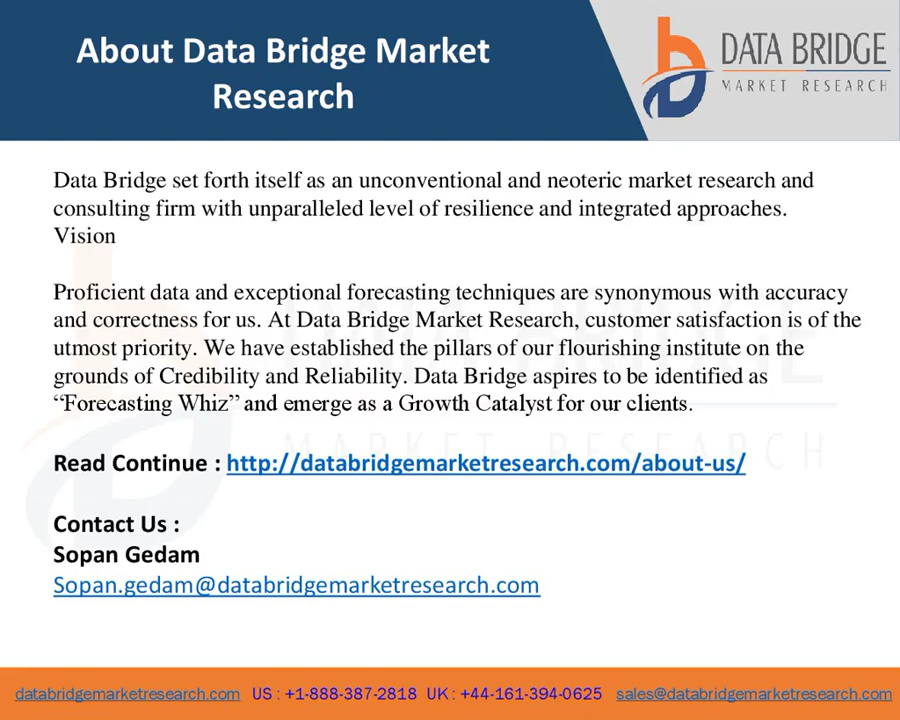 About Data Bridge Market
Research
DATA BRIDGE
MARKET RESEARCH
Data Bridge set forth itself as an unconventional and neoteric market research and
consulting firm with unparalleled level of resilience and integrated approaches.
Vision
Proficient data and exceptional forecasting techniques are synonymous with accuracy
and correctness for us. At Data Bridge Market Research, customer satisfaction is of the
utmost priority. We have established the pillars of our flourishing institute on the
grounds of Credibility and Reliability. Data Bridge aspires to be identified as
“Forecasting Whiz” and emerge as a Growth Catalyst for our clients.
Read Continue : http://databridgemarketresearch.com/about-us/
Contact Us :
Sopan Gedam
Sopan.gedam@databridgemarketresearch.com
databridgemarketresearch.com US : +1-888-387-2818 UK : +44-161-394-0625 sales@databridgemarketresearch.com